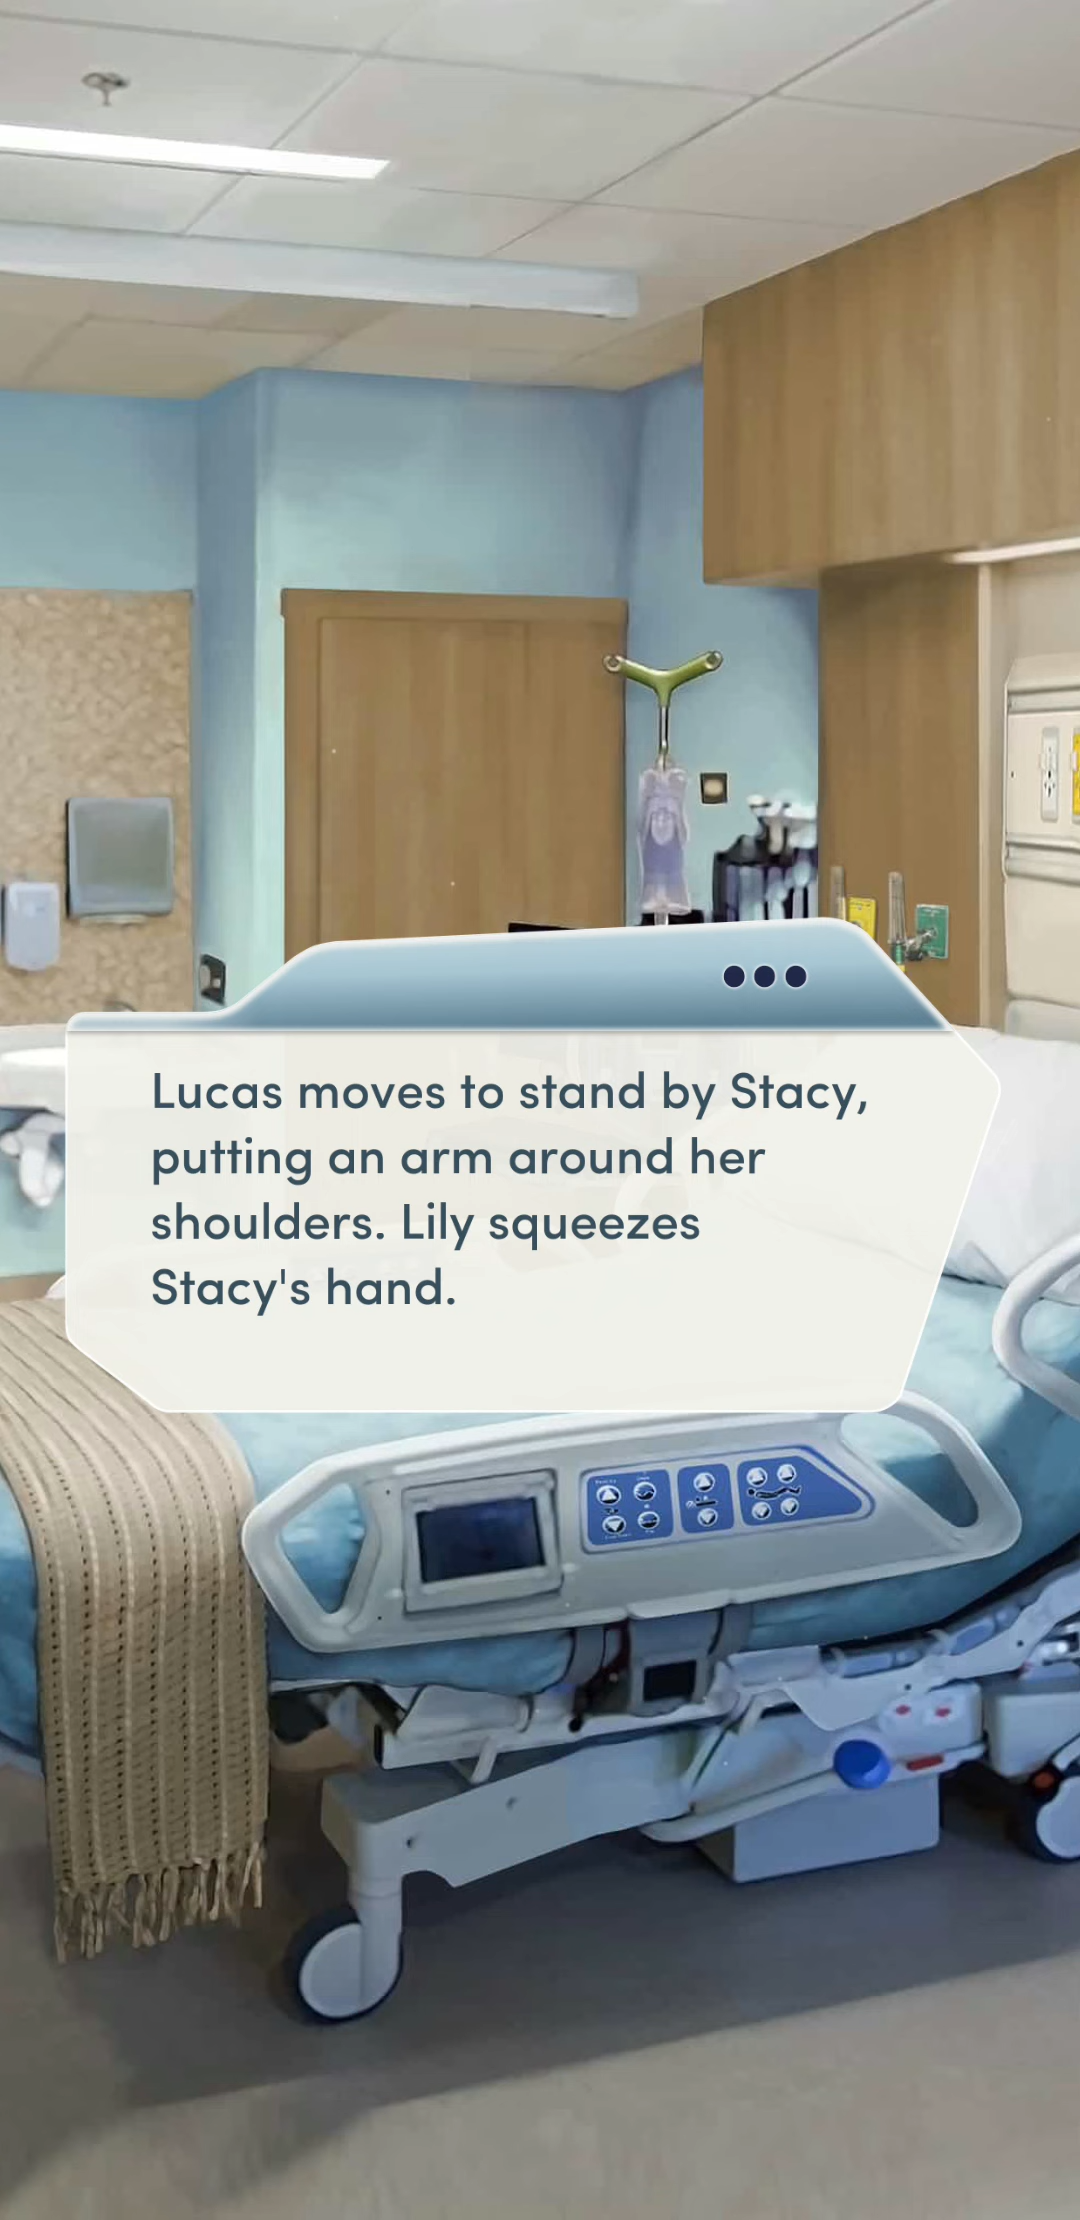 Lucas moves to stand by Stacy,
putting an arm around her
shoulders. Lily squeezes
Stacy's hand.